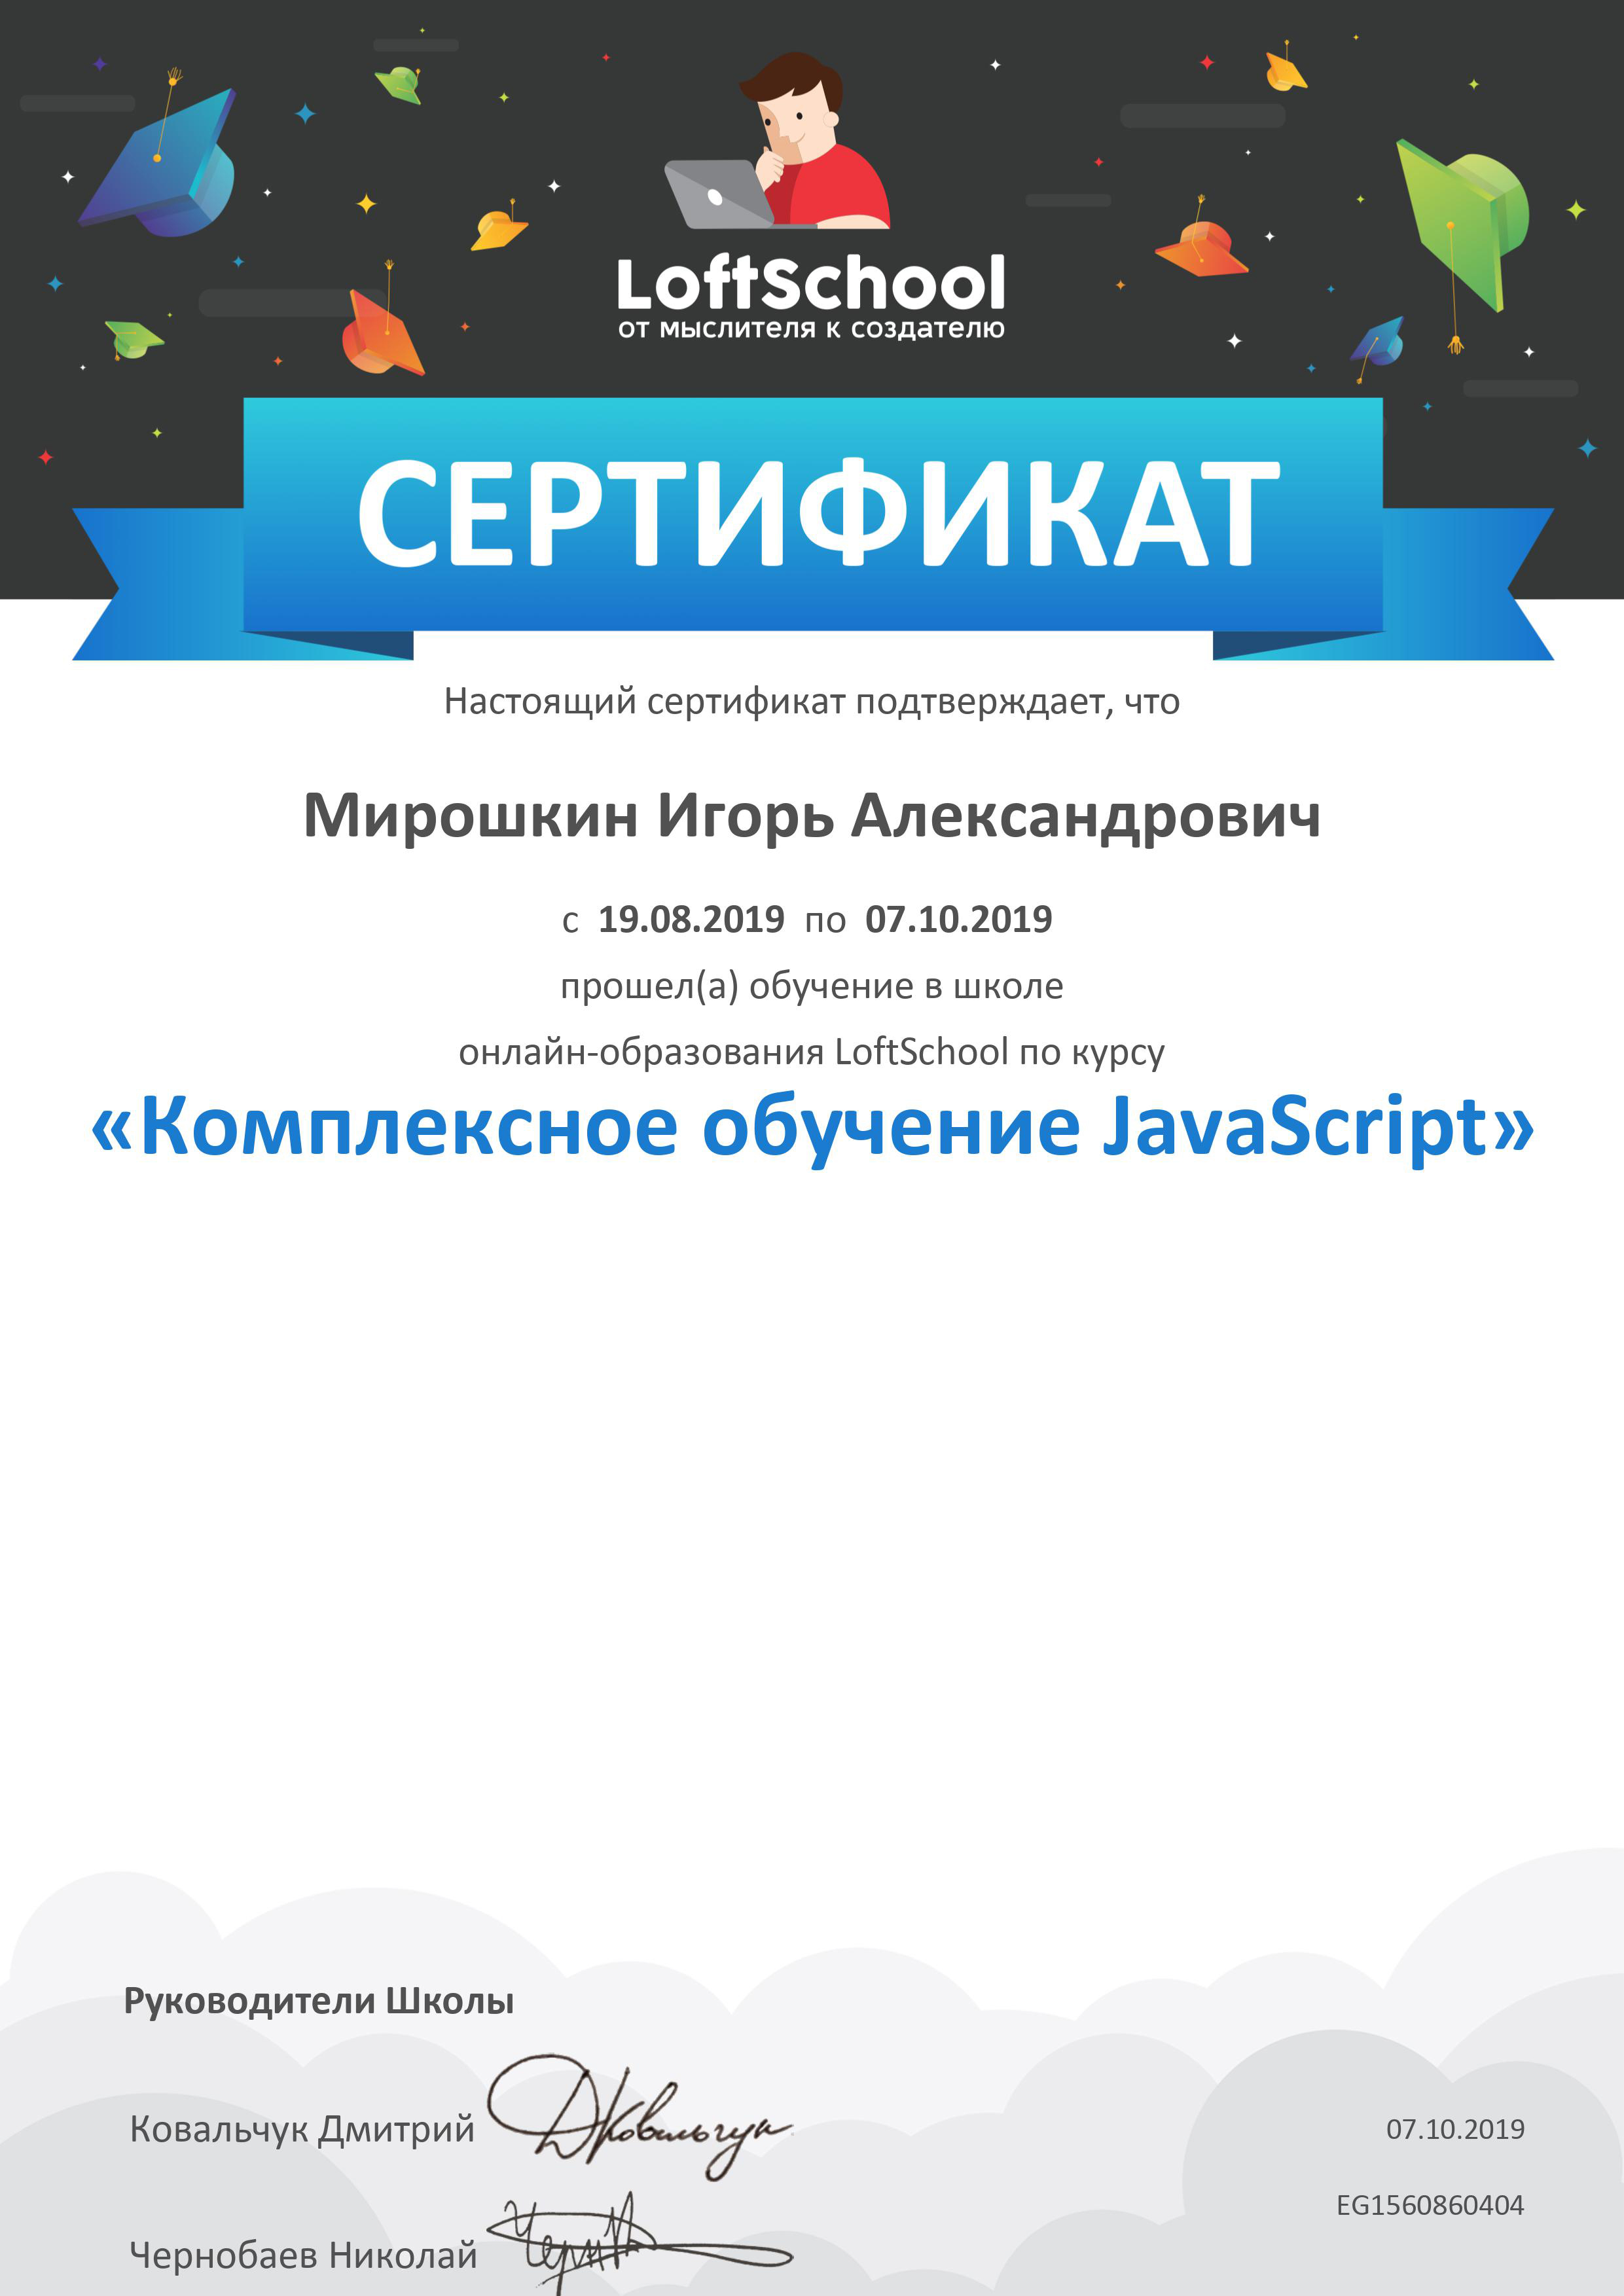 LoftSchool
от мыслителя к создателю
СЕРТИФИКАТ
Настоящий сертификат подтверждает, что
Мирошкин Игорь Александрович
с 19.08.2019 по 07.10.2019
прошел(а) обучение в школе
онлайн-образования LoftSchool по курсу
«Комплексное обучение JavaScript»
Руководители Школы
Ковальчук Дмитрий
07.10.2019
EG1560860404
Чернобаев Николай